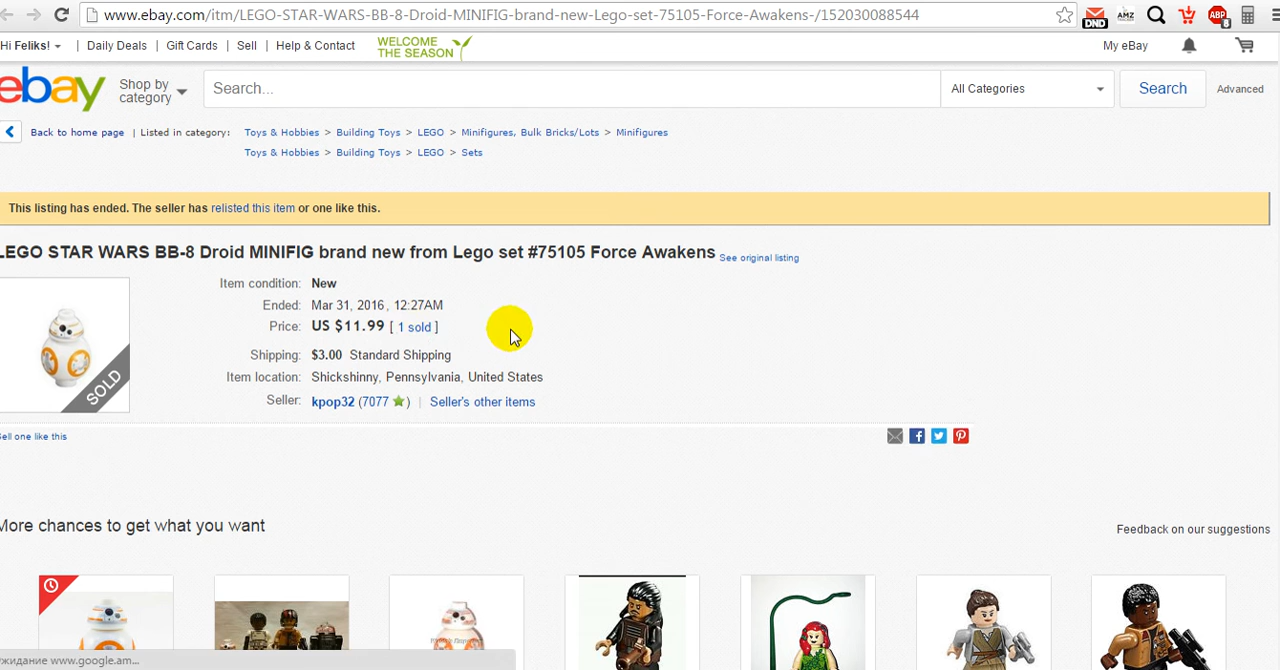 www.ebay.com/itm/LEGO-STAR-WARS-BB-8-Droid-MINIFIG-brand-new-Lego-set-75105-Force-Awakens-/152030088544
DND
AMZ
ABP
8
Hi Feliks! | Daily Deals | Gift Cards | Sell | Help & Contact
WELCOME
THE SEASON
My eBay
ebay
Shop by
category
Search...
All Categories
Search
Advanced
Back to home page | Listed in category: Toys & Hobbies > Building Toys > LEGO > Minifigures, Bulk Bricks/Lots > Minifigures
Toys & Hobbies > Building Toys > LEGO > Sets
This listing has ended. The seller has relisted this item or one like this.
LEGO STAR WARS BB-8 Droid MINIFIG brand new from Lego set #75105 Force Awakens See original listing
Item condition: New
Ended: Mar 31, 2016 , 12:27AM
Price: US $11.99 [ 1 sold ]
Shipping: $3.00 Standard Shipping
Item location: Shickshinny, Pennsylvania, United States
Seller: kpop32 (7077 ) | Seller's other items
SOLD
Sell one like this
More chances to get what you want
Feedback on our suggestions
Ожидание www.google.am...